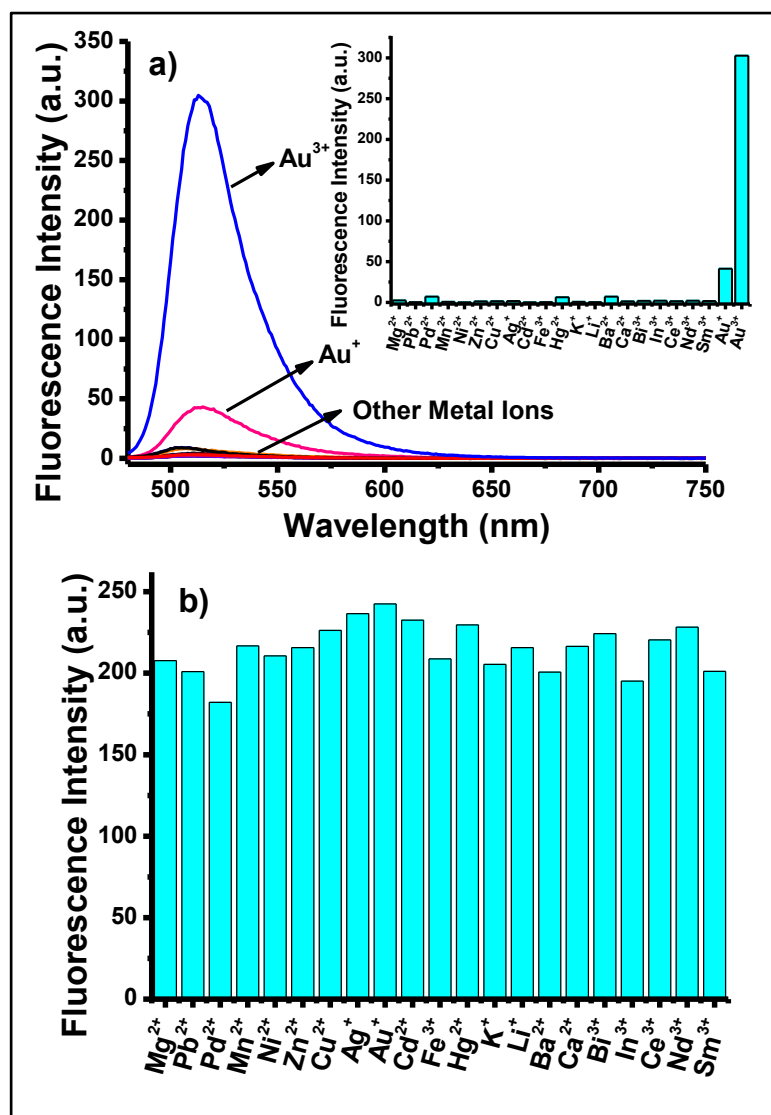 a)
Fluorescence Intensity (a.u.)
350
300
250
200
150
100
50
0
500 550 600 650 700 750
Wavelength (nm)
Au³⁺
Au⁺
Other Metal Ions
Fluorescence Intensity (a.u.)
300
250
200
150
100
50
0
Mg²⁺ Pb²⁺ Pd²⁺ Mn²⁺ Ni²⁺ Zn²⁺ Cu²⁺ Ag⁺ Cd²⁺ Fe³⁺ Hg²⁺ K⁺ Li⁺ Ba²⁺ Ca²⁺ Bi³⁺ In³⁺ Ce³⁺ Nd³⁺ Sm³⁺ Au⁺ Au³⁺
b)
Fluorescence Intensity (a.u.)
250
200
150
100
50
0
Mg²⁺ Pb²⁺ Pd²⁺ Mn²⁺ Ni²⁺ Zn²⁺ Cu²⁺ Ag⁺ Au⁺ Cd²⁺ Fe³⁺ Hg²⁺ K⁺ Li⁺ Ba²⁺ Ca²⁺ Bi³⁺ In³⁺ Ce³⁺ Nd³⁺ Sm³⁺